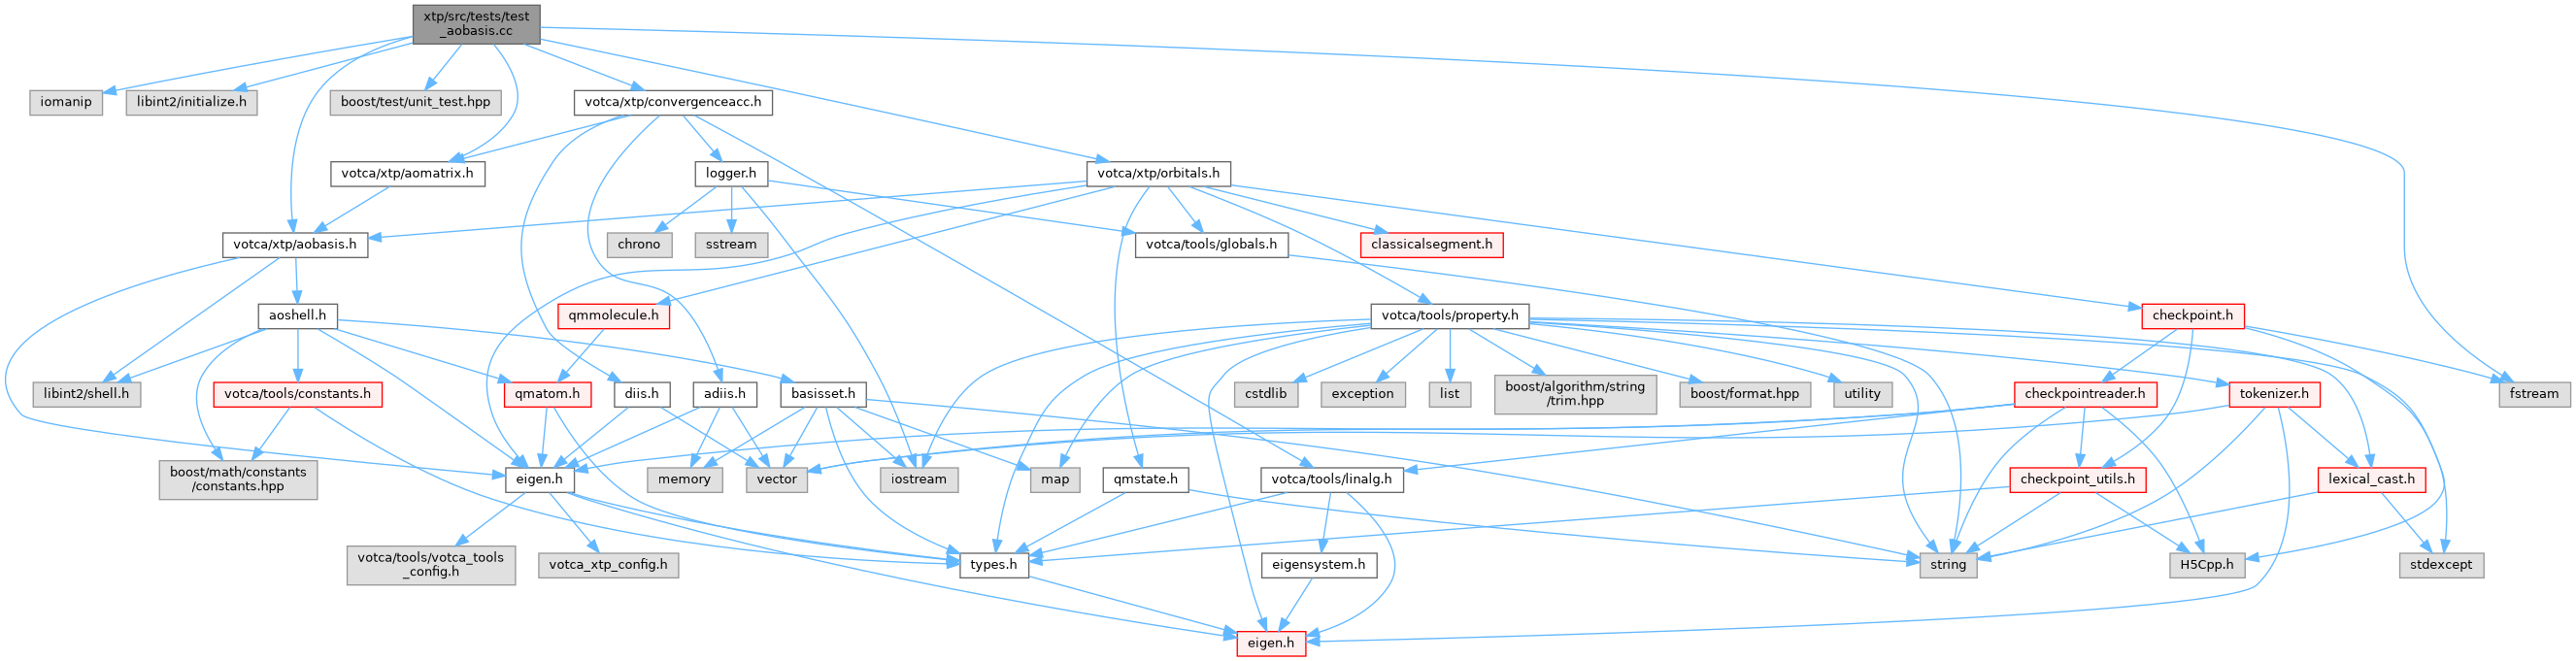 xtp/src/tests/test
_aobasis.cc
iomanip
libint2/initialize.h
boost/test/unit_test.hpp
votca/xtp/convergenceacc.h
votca/xtp/aomatrix.h
logger.h
votca/xtp/orbitals.h
votca/xtp/aobasis.h
chrono
sstream
votca/tools/globals.h
classicalsegment.h
aoshell.h
qmmolecule.h
votca/tools/property.h
checkpoint.h
libint2/shell.h
votca/tools/constants.h
qmatom.h
diis.h
adiis.h
basisset.h
cstdlib
exception
list
boost/algorithm/string
/trim.hpp
boost/format.hpp
utility
checkpointreader.h
tokenizer.h
fstream
boost/math/constants
/constants.hpp
eigen.h
memory
vector
iostream
map
qmstate.h
votca/tools/linalg.h
checkpoint_utils.h
lexical_cast.h
votca/tools/votca_tools
_config.h
votca_xtp_config.h
types.h
eigensystem.h
string
H5Cpp.h
stdexcept
eigen.h